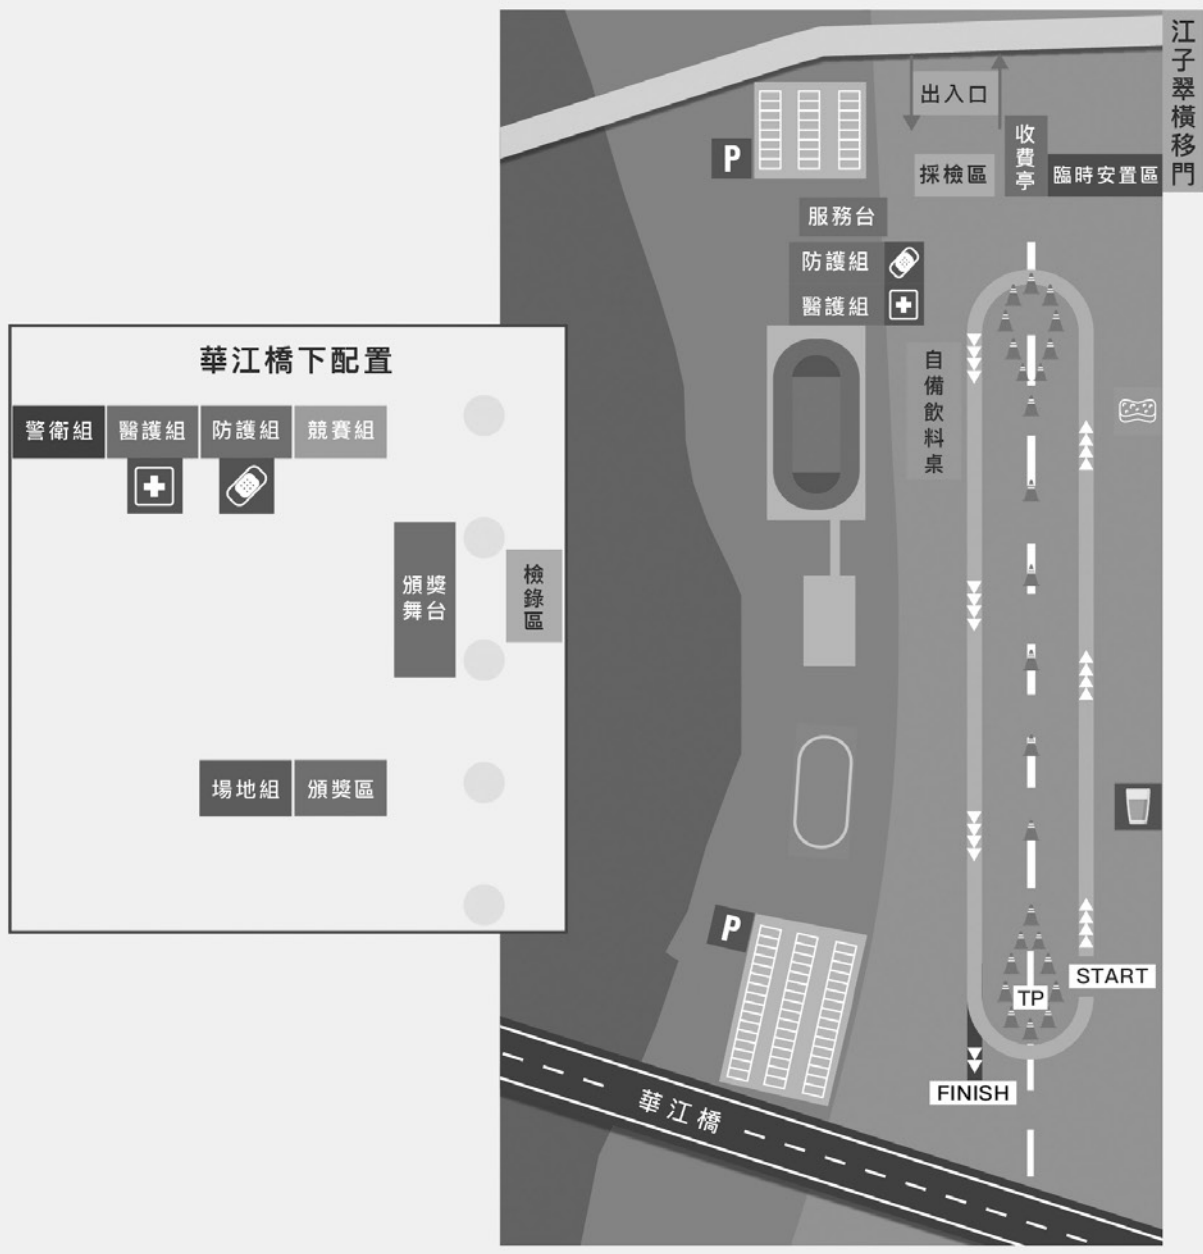 江子翠橫移門
出入口
收費亭
P
採檢區
臨時安置區
服務台
防護組
醫護組
自備飲料桌
華江橋下配置
警衛組
醫護組
防護組
競賽組
頒獎
舞台
檢錄區
場地組
頒獎區
P
START
TP
FINISH
華江橋